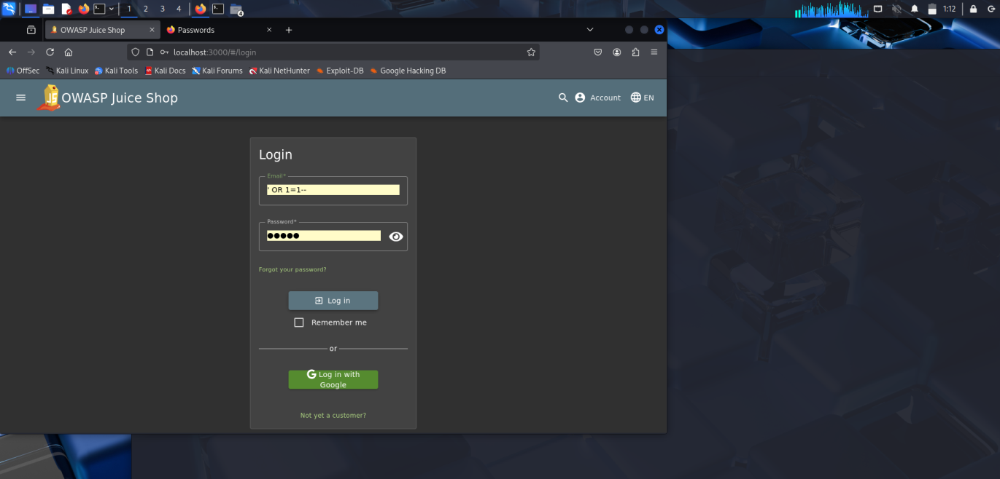 1 2 3 4
4
1:12
OWASP Juice Shop
Passwords
localhost:3000/#/login
OffSec Kali Linux Kali Tools Kali Docs Kali Forums Kali NetHunter Exploit-DB Google Hacking DB
JS OWASP Juice Shop Account EN
Login
Email*
' OR 1=1--
Password*
Forgot your password?
Log in
Remember me
or
G Log in with
Google
Not yet a customer?